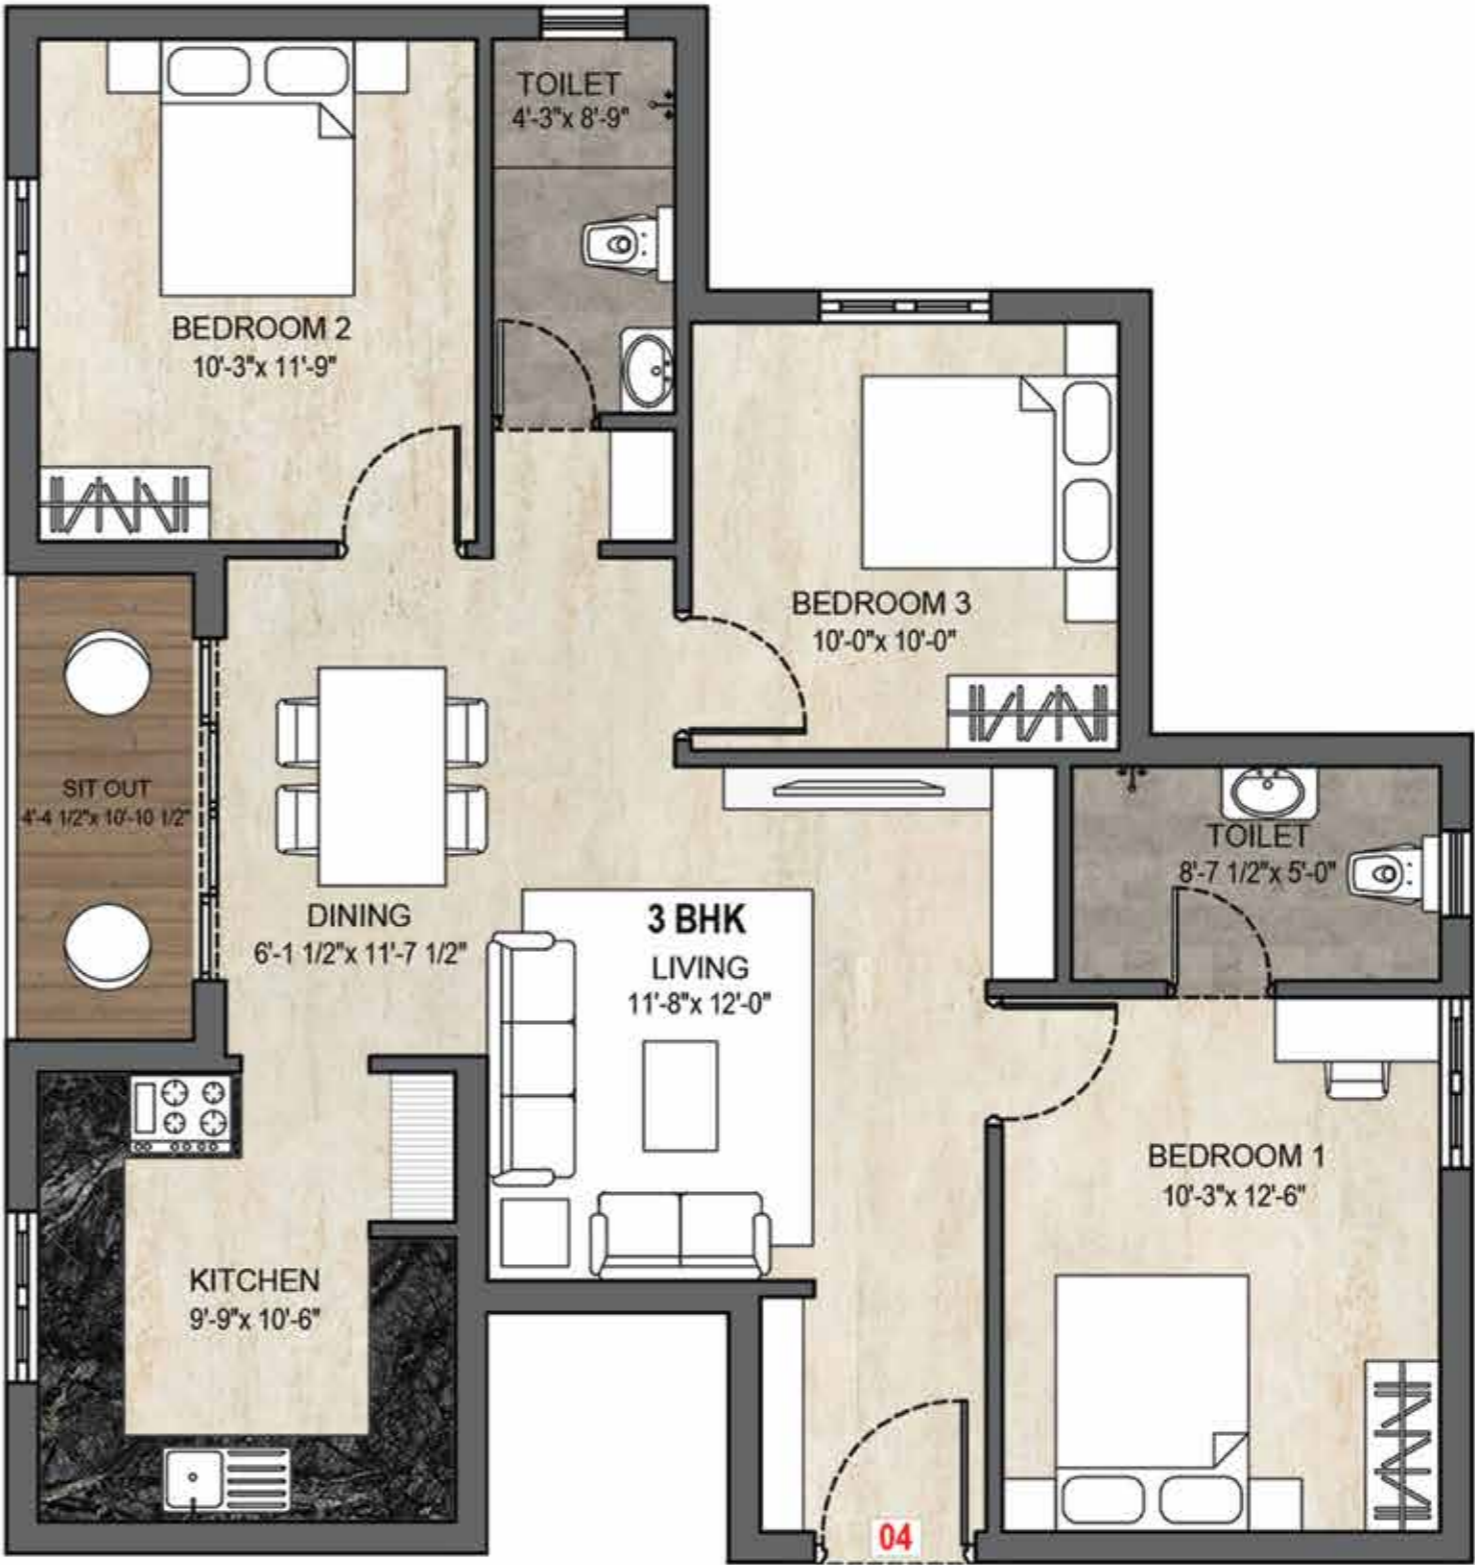 TOILET
4'-3"x 8'-9"
BEDROOM 2
10'-3"x 11'-9"
BEDROOM 3
10'-0"x 10'-0"
SIT OUT
4'-4 1/2"x 10'-10 1/2"
TOILET
8'-7 1/2"x 5'-0"
DINING
6'-1 1/2"x 11'-7 1/2"
3 BHK
LIVING
11'-8"x 12'-0"
BEDROOM 1
10'-3"x 12'-6"
KITCHEN
9'-9"x 10'-6"
04